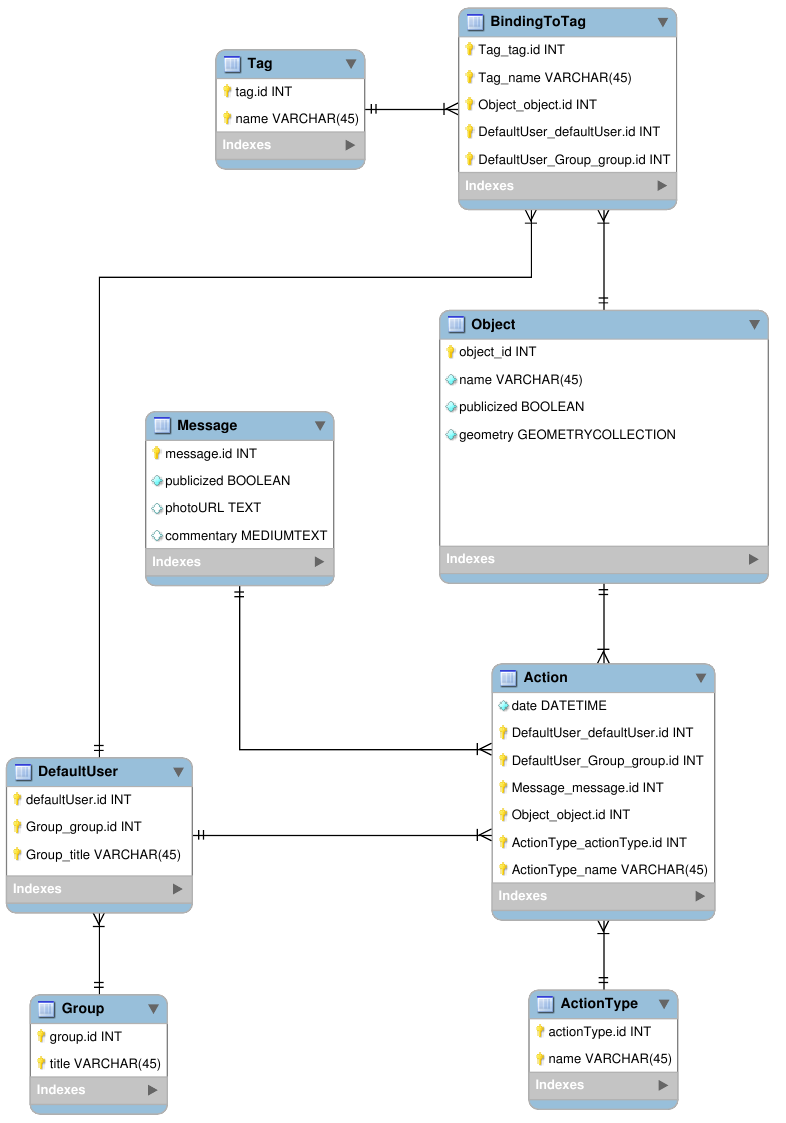 BindingToTag
Tag_tag.id INT
Tag_name VARCHAR(45)
Object_object.id INT
DefaultUser_defaultUser.id INT
DefaultUser_Group_group.id INT
Indexes
Tag
tag.id INT
name VARCHAR(45)
Indexes
Object
object_id INT
name VARCHAR(45)
publicized BOOLEAN
geometry GEOMETRYCOLLECTION
Indexes
Message
message.id INT
publicized BOOLEAN
photoURL TEXT
commentary MEDIUMTEXT
Indexes
Action
date DATETIME
DefaultUser_defaultUser.id INT
DefaultUser_Group_group.id INT
Message_message.id INT
Object_object.id INT
ActionType_actionType.id INT
ActionType_name VARCHAR(45)
Indexes
DefaultUser
defaultUser.id INT
Group_group.id INT
Group_title VARCHAR(45)
Indexes
Group
group.id INT
title VARCHAR(45)
Indexes
ActionType
actionType.id INT
name VARCHAR(45)
Indexes